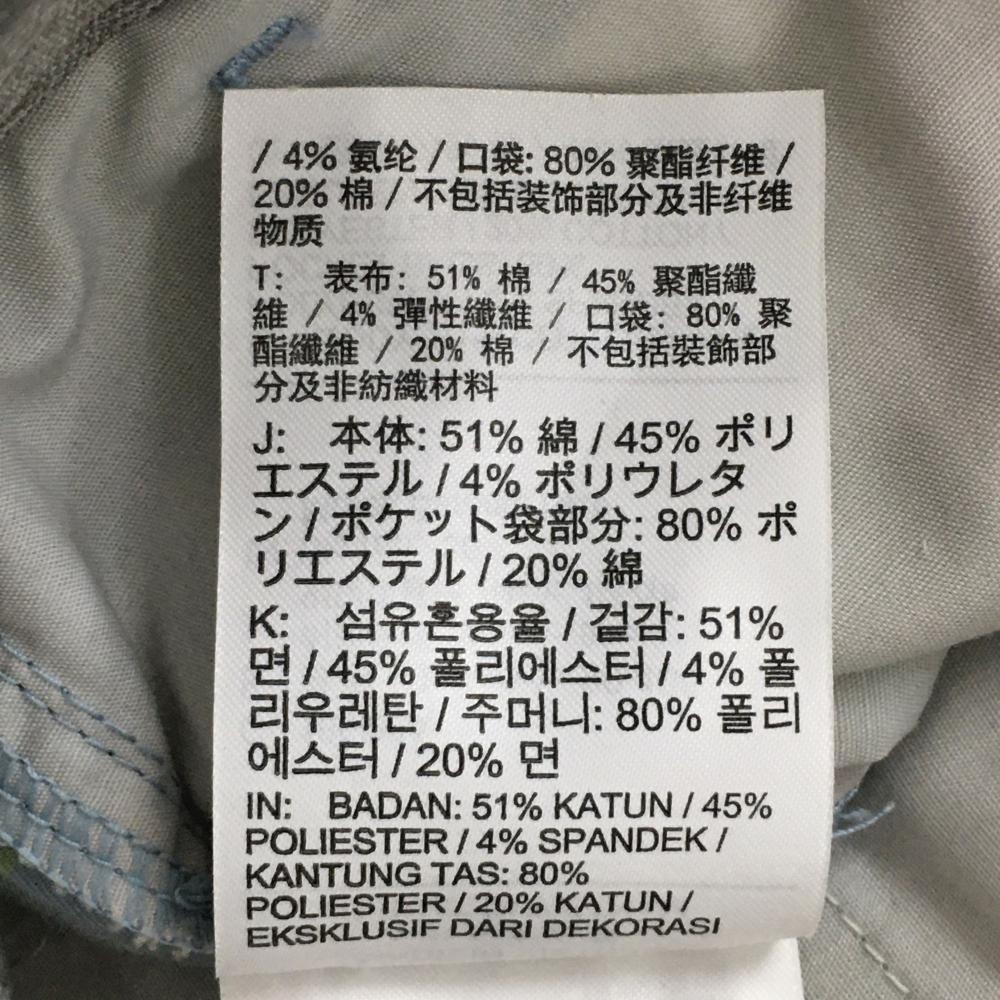 / 4% 氨纶 / 口袋: 80% 聚酯纤维 /
20% 棉 / 不包括装饰部分及非纤维
物质
T: 表布: 51% 棉 / 45% 聚酯纖
維 / 4% 彈性纖維 / 口袋: 80% 聚
酯纖維 / 20% 棉 / 不包括裝飾部
分及非紡織材料
J: 本体: 51% 綿 / 45% ポリ
エステル / 4% ポリウレタ
ン / ポケット袋部分: 80% ポ
リエステル / 20% 綿
K: 섬유혼용율 / 겉감: 51%
면 / 45% 폴리에스터 / 4% 폴
리우레탄 / 주머니: 80% 폴리
에스터 / 20% 면
IN: BADAN: 51% KATUN / 45%
POLIESTER / 4% SPANDEK /
KANTUNG TAS: 80%
POLIESTER / 20% KATUN /
EKSKLUSIF DARI DEKORASI